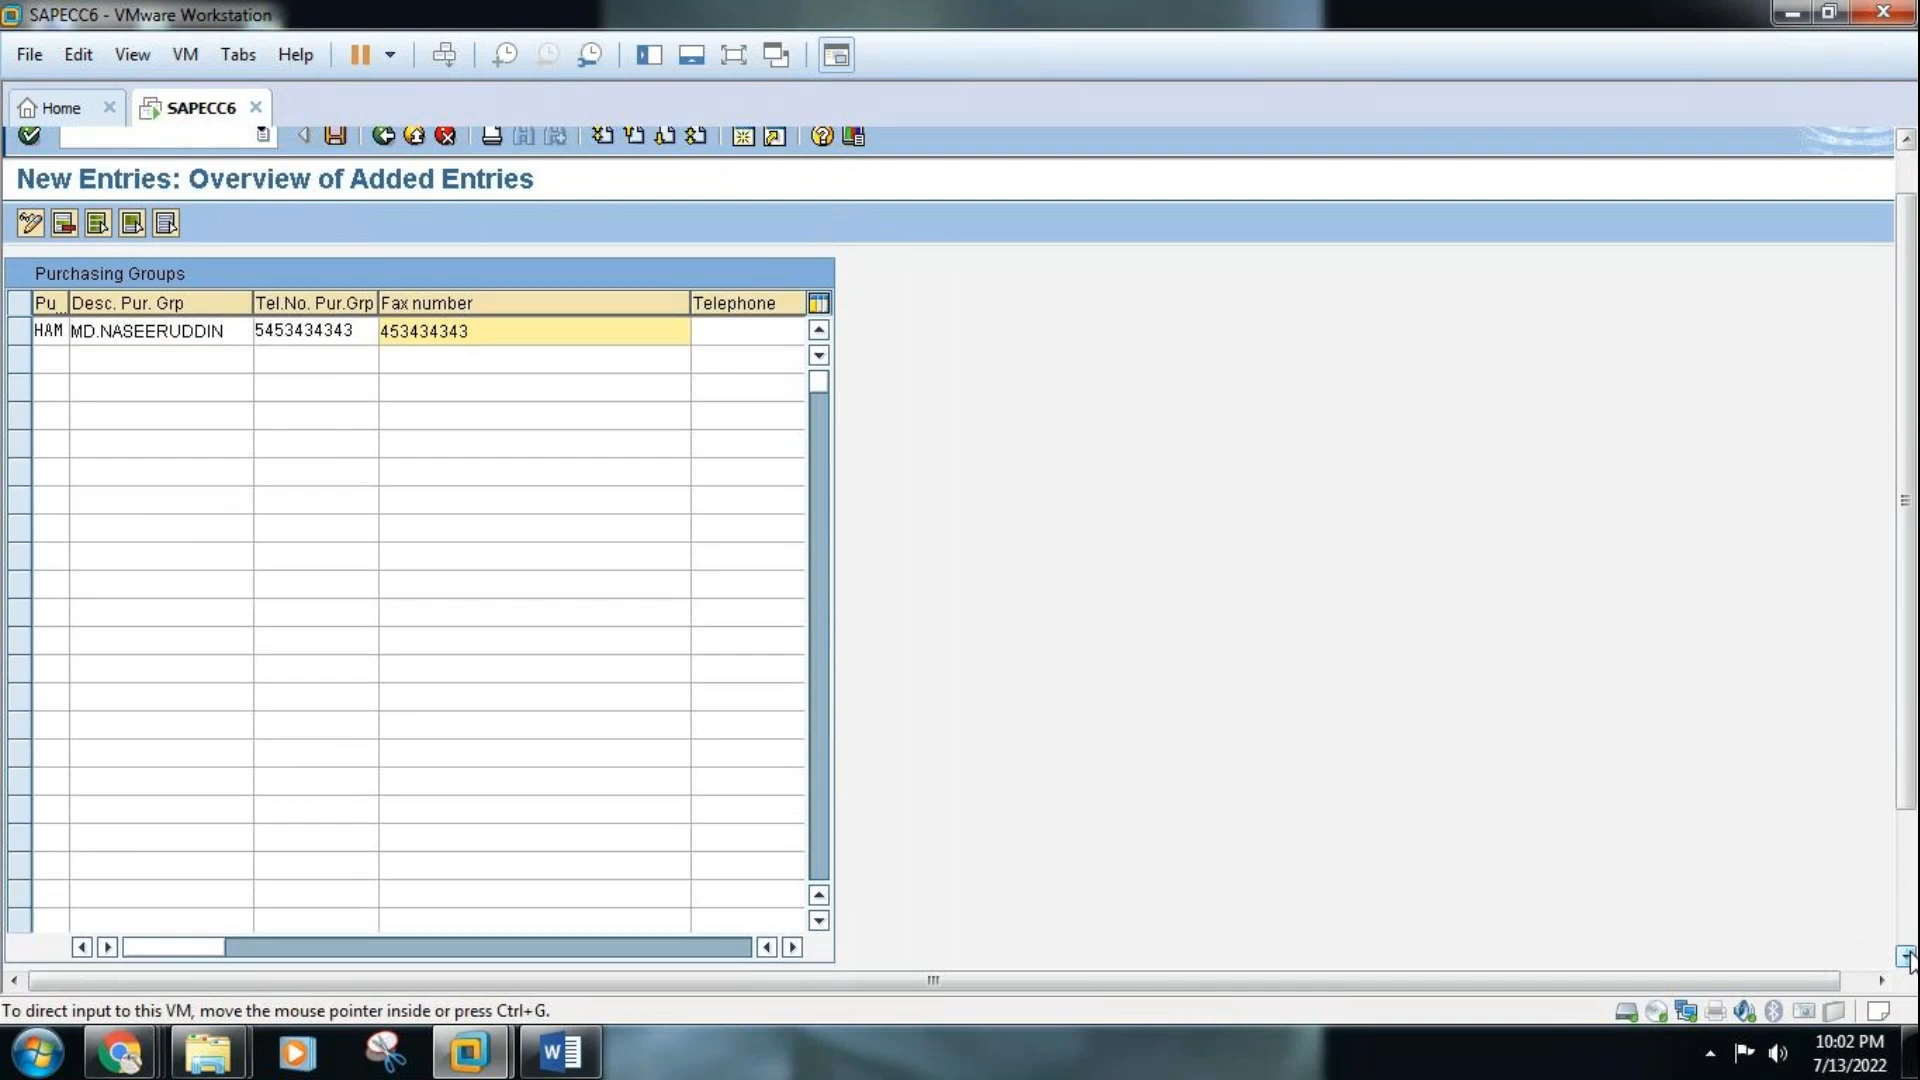 SAPECC6 - VMware Workstation
File Edit View VM Tabs Help
Home SAPECC6
New Entries: Overview of Added Entries
Purchasing Groups
Pu... Desc. Pur. Grp Tel.No. Pur.Grp Fax number Telephone
HAM MD.NASEERUDDIN 5453434343 453434343
To direct input to this VM, move the mouse pointer inside or press Ctrl+G.
10:02 PM
7/13/2022